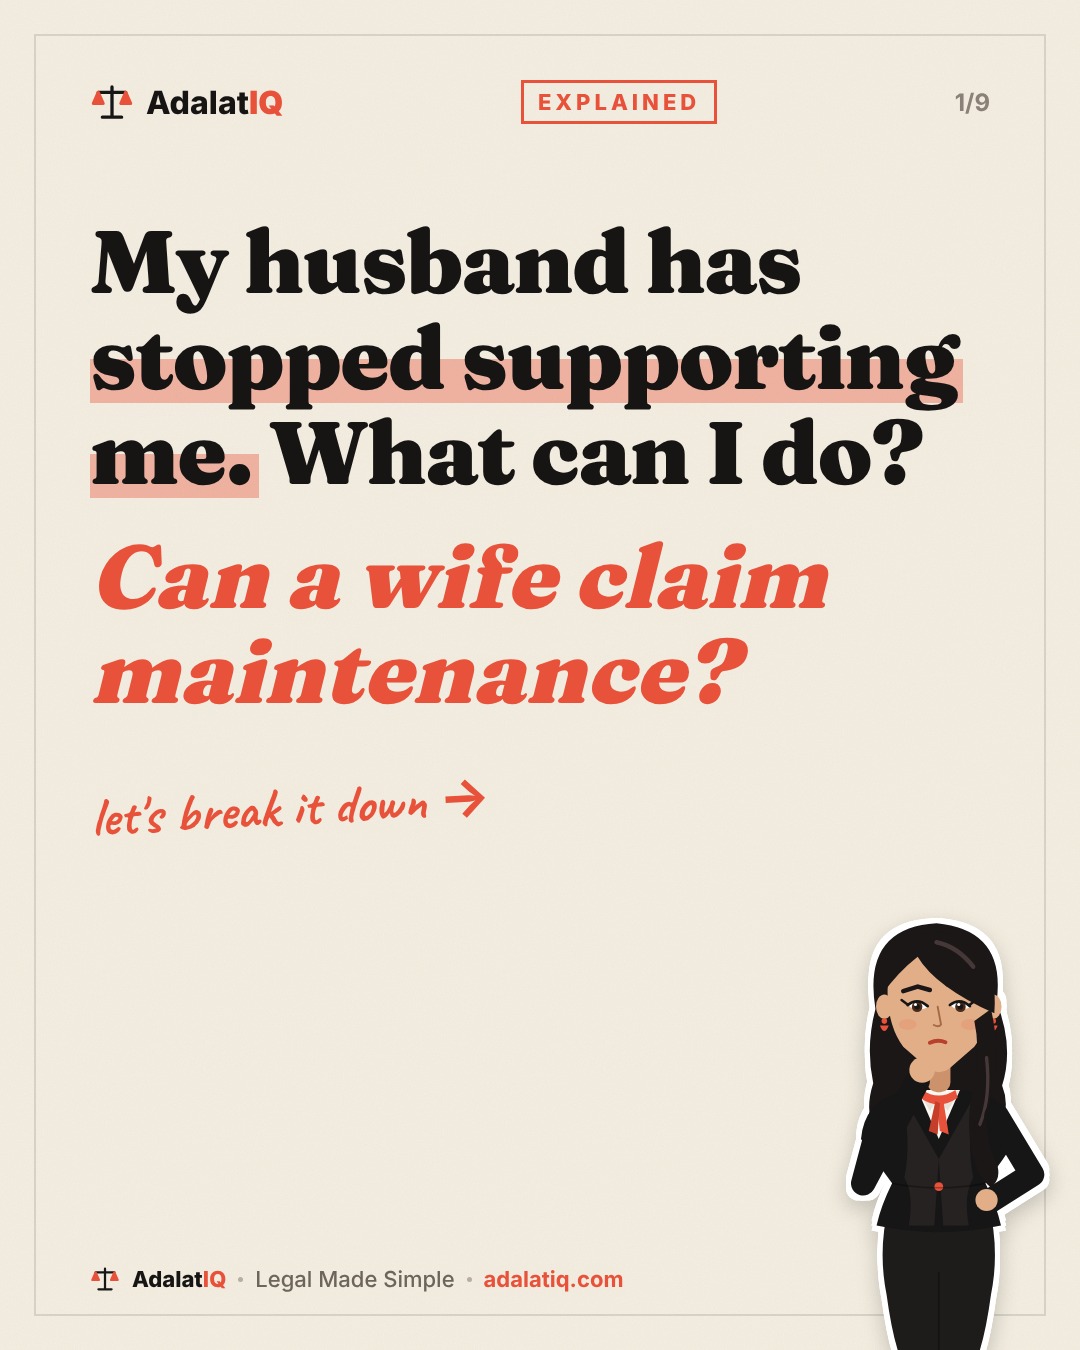 AdalatIQ
EXPLAINED
1/9
My husband has
stopped supporting
me. What can I do?
Can a wife claim
maintenance?
let's break it down →
AdalatIQ • Legal Made Simple • adalatiq.com